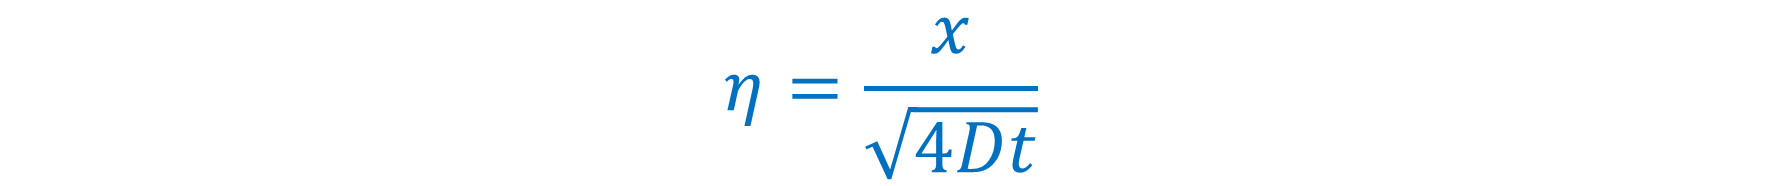 η = x / √4Dt